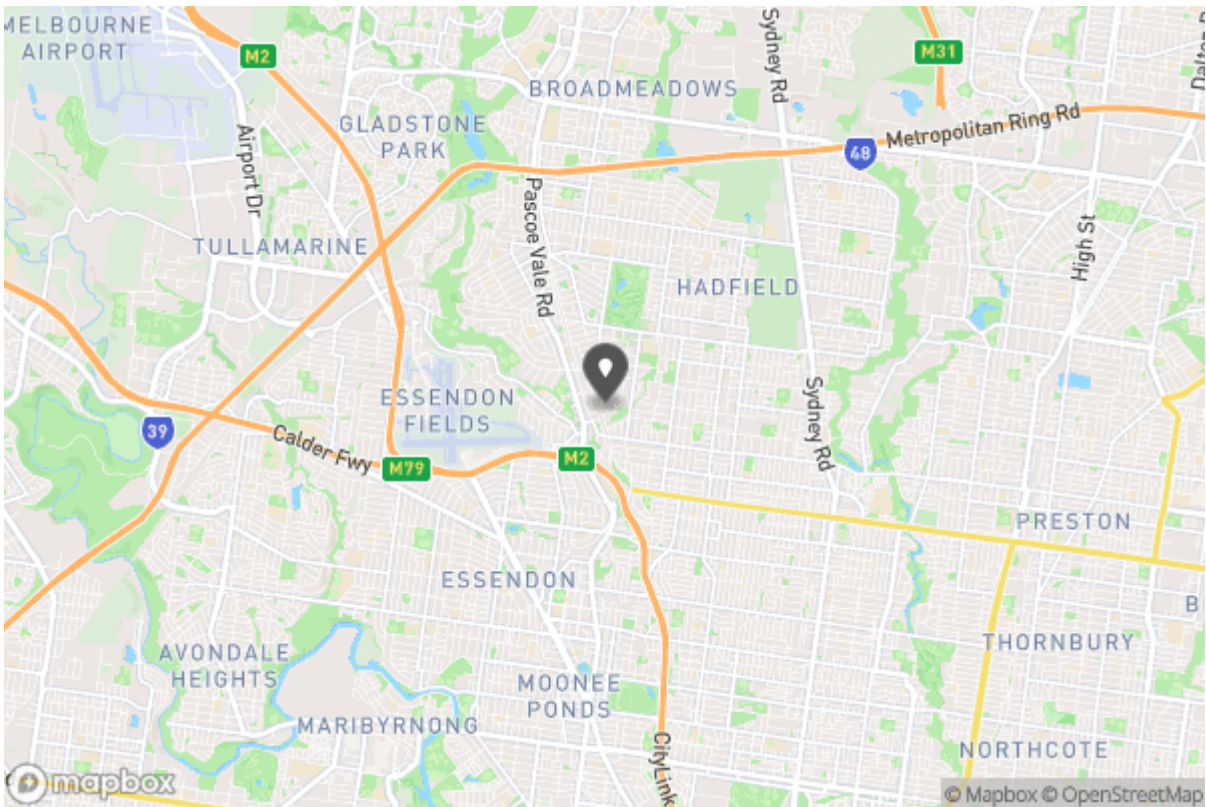 MELBOURNE
AIRPORT
M2
Sydney Rd
M31
Dalton R
BROADMEADOWS
GLADSTONE
PARK
Metropolitan Ring Rd
48
Airport Dr
Pascoe Vale Rd
High St
TULLAMARINE
HADFIELD
ESSENDON
FIELDS
Sydney Rd
39
Calder Fwy
M79
M2
PRESTON
ESSENDON
B
THORNBURY
AVONDALE
HEIGHTS
MOONEE
PONDS
MARIBYRNONG
CityLink
NORTHCOTE
mapbox
© Mapbox © OpenStreetMap